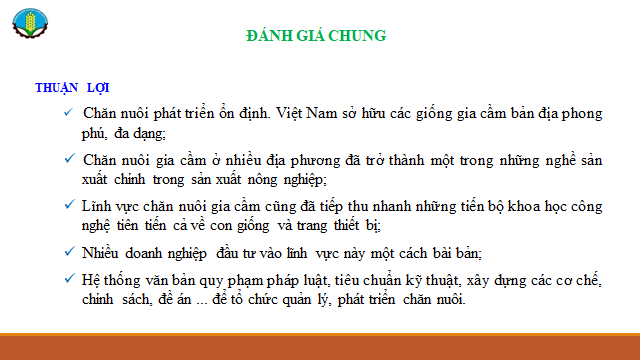 ĐÁNH GIÁ CHUNG
THUẬN LỢI
Chăn nuôi phát triển ổn định. Việt Nam sở hữu các giống gia cầm bản địa phong
phú, đa dạng;
Chăn nuôi gia cầm ở nhiều địa phương đã trở thành một trong những nghề sản
xuất chính trong sản xuất nông nghiệp;
Lĩnh vực chăn nuôi gia cầm cũng đã tiếp thu nhanh những tiến bộ khoa học công
nghệ tiên tiến cả về con giống và trang thiết bị;
Nhiều doanh nghiệp đầu tư vào lĩnh vực này một cách bài bản;
Hệ thống văn bản quy phạm pháp luật, tiêu chuẩn kỹ thuật, xây dựng các cơ chế,
chính sách, đề án ... để tổ chức quản lý, phát triển chăn nuôi.